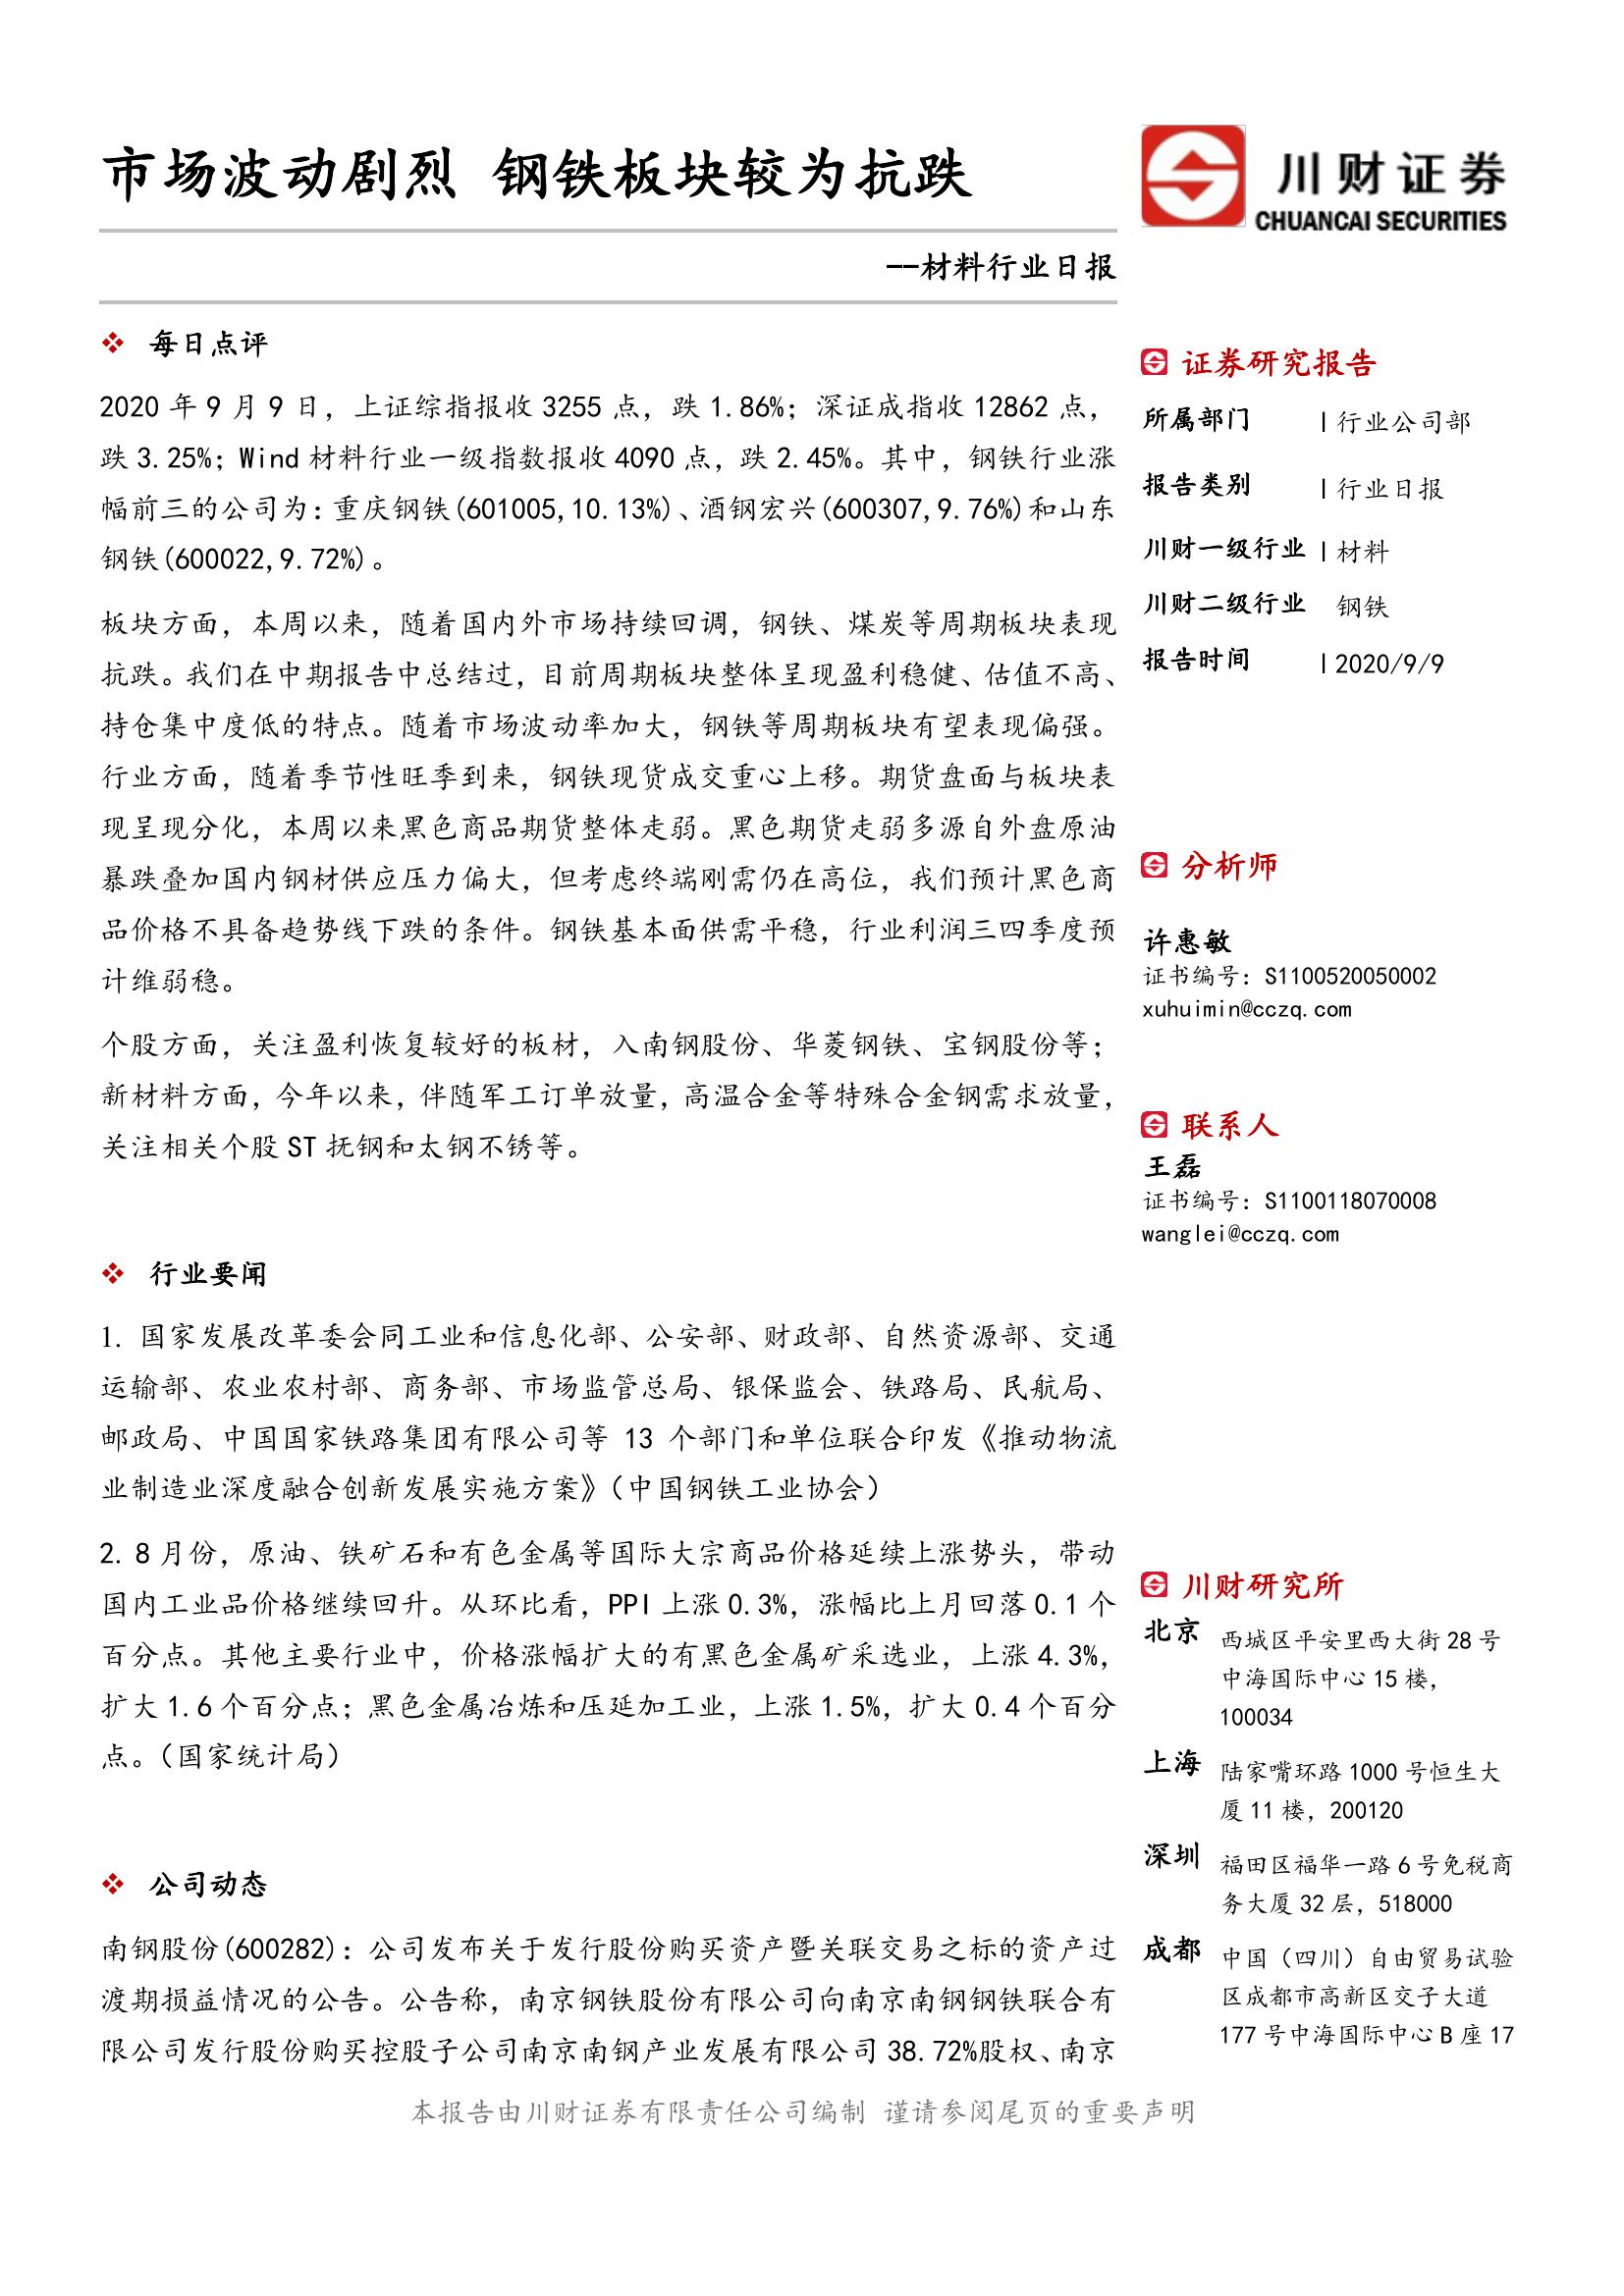 市场波动剧烈 钢铁板块较为抗跌
川财证券
CHUANCAI SECURITIES
——材料行业日报
❖ 每日点评
2020 年 9 月 9 日，上证综指报收 3255 点，跌 1.86%；深证成指收 12862 点，
跌 3.25%；Wind 材料行业一级指数报收 4090 点，跌 2.45%。其中，钢铁行业涨
幅前三的公司为：重庆钢铁(601005,10.13%)、酒钢宏兴(600307,9.76%)和山东
钢铁(600022,9.72%)。
板块方面，本周以来，随着国内外市场持续回调，钢铁、煤炭等周期板块表现
抗跌。我们在中期报告中总结过，目前周期板块整体呈现盈利稳健、估值不高、
持仓集中度低的特点。随着市场波动率加大，钢铁等周期板块有望表现偏强。
行业方面，随着季节性旺季到来，钢铁现货成交重心上移。期货盘面与板块表
现呈现分化，本周以来黑色商品期货整体走弱。黑色期货走弱多源自外盘原油
暴跌叠加国内钢材供应压力偏大，但考虑终端刚需仍在高位，我们预计黑色商
品价格不具备趋势线下跌的条件。钢铁基本面供需平稳，行业利润三四季度预
计维弱稳。
个股方面，关注盈利恢复较好的板材，入南钢股份、华菱钢铁、宝钢股份等；
新材料方面，今年以来，伴随军工订单放量，高温合金等特殊合金钢需求放量，
关注相关个股 ST 抚钢和太钢不锈等。
❖ 行业要闻
1. 国家发展改革委会同工业和信息化部、公安部、财政部、自然资源部、交通
运输部、农业农村部、商务部、市场监管总局、银保监会、铁路局、民航局、
邮政局、中国国家铁路集团有限公司等 13 个部门和单位联合印发《推动物流
业制造业深度融合创新发展实施方案》（中国钢铁工业协会）
2. 8 月份，原油、铁矿石和有色金属等国际大宗商品价格延续上涨势头，带动
国内工业品价格继续回升。从环比看，PPI 上涨 0.3%，涨幅比上月回落 0.1 个
百分点。其他主要行业中，价格涨幅扩大的有黑色金属矿采选业，上涨 4.3%，
扩大 1.6 个百分点；黑色金属冶炼和压延加工业，上涨 1.5%，扩大 0.4 个百分
点。（国家统计局）
❖ 公司动态
南钢股份(600282)：公司发布关于发行股份购买资产暨关联交易之标的资产过
渡期损益情况的公告。公告称，南京钢铁股份有限公司向南京南钢钢铁联合有
限公司发行股份购买控股子公司南京南钢产业发展有限公司 38.72%股权、南京
证券研究报告
所属部门 | 行业公司部
报告类别 | 行业日报
川财一级行业 | 材料
川财二级行业 钢铁
报告时间 | 2020/9/9
分析师
许惠敏
证书编号：S1100520050002
xuhuimin@cczq.com
联系人
王磊
证书编号：S1100118070008
wanglei@cczq.com
川财研究所
北京 西城区平安里西大街 28 号
中海国际中心 15 楼，
100034
上海 陆家嘴环路 1000 号恒生大
厦 11 楼，200120
深圳 福田区福华一路 6 号免税商
务大厦 32 层，518000
成都 中国（四川）自由贸易试验
区成都市高新区交子大道
177 号中海国际中心 B 座 17
本报告由川财证券有限责任公司编制 谨请参阅尾页的重要声明